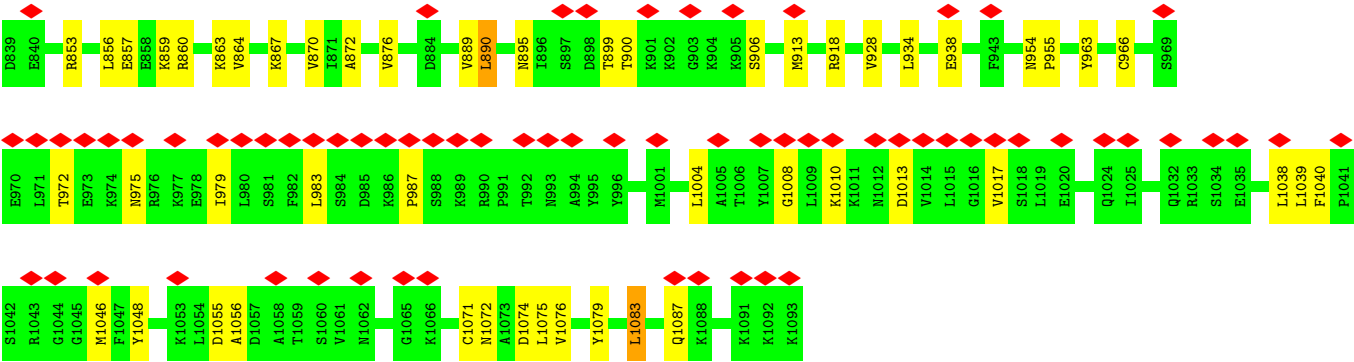 D839 E840 R853 L856 E857 E858 K859 R860 K863 V864 K867 V870 I871 A872 V876 D884 V889 L890 N895 I896 S897 D898 T899 T900 K901 K902 G903 K904 K905 S906 M913 R918 V928 L934 E938 F943 N954 P955 Y963 C966 S969
E970 L971 T972 E973 K974 N975 R976 K977 E978 I979 L980 S981 F982 L983 S984 D985 K986 P987 S988 K989 R990 P991 T992 N993 A994 Y995 Y996 M1001 L1004 A1005 T1006 Y1007 G1008 L1009 K1010 K1011 N1012 D1013 V1014 L1015 G1016 V1017 S1018 L1019 E1020 Q1024 I1025 Q1032 R1033 S1034 E1035 L1038 L1039 F1040 P1041
S1042 R1043 G1044 G1045 M1046 F1047 Y1048 K1053 L1054 D1055 A1056 D1057 A1058 T1059 S1060 V1061 N1062 G1065 K1066 C1071 N1072 A1073 D1074 L1075 V1076 Y1079 L1083 Q1087 K1088 K1091 K1092 K1093